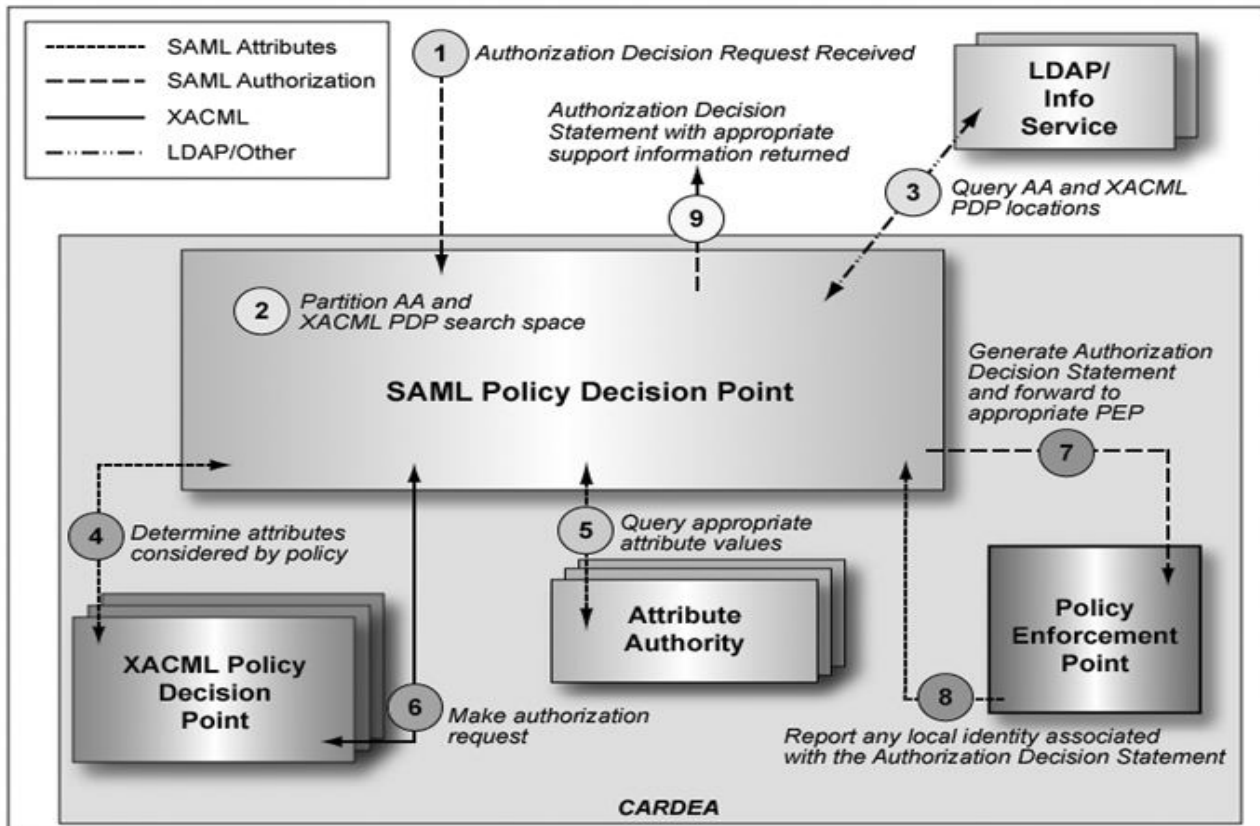 SAML Attributes
SAML Authorization
XACML
LDAP/Other
1
Authorization Decision Request Received
LDAP/
Info
Service
Authorization Decision
Statement with appropriate
support information returned
3
Query AA and XACML
PDP locations
9
2
Partition AA and
XACML PDP search space
SAML Policy Decision Point
Generate Authorization
Decision Statement
and forward to
appropriate PEP
7
4
Determine attributes
considered by policy
5
Query appropriate
attribute values
XACML Policy
Decision
Point
Attribute
Authority
Policy
Enforcement
Point
6
Make authorization
request
8
Report any local identity associated
with the Authorization Decision Statement
CARDEA